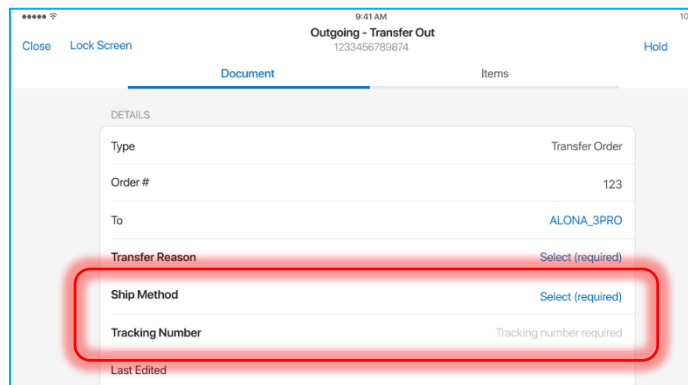 9:41 AM
10
Close Lock Screen Outgoing - Transfer Out Hold
1233456789874
Document Items
DETAILS
Type Transfer Order
Order # 123
To ALONA_3PRO
Transfer Reason Select (required)
Ship Method Select (required)
Tracking Number Tracking number required
Last Edited